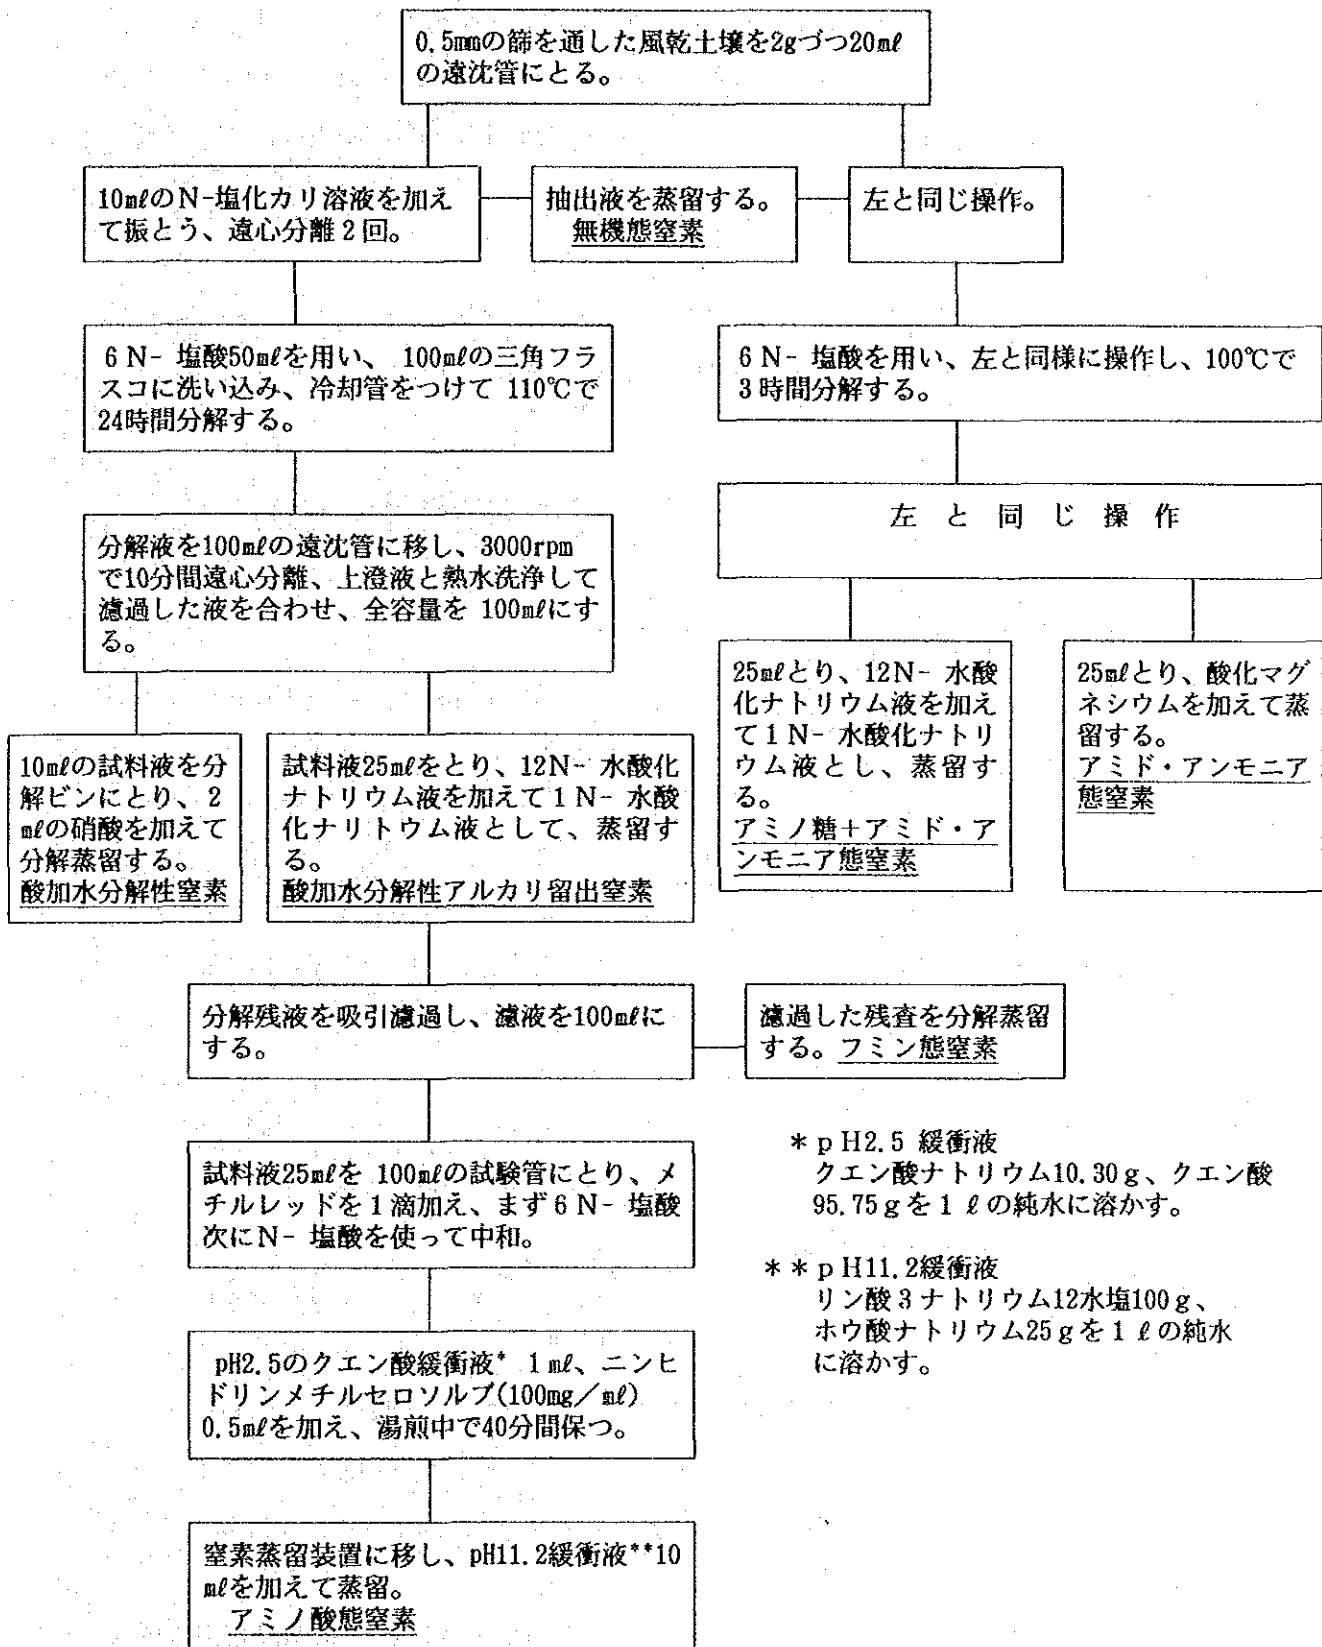 0.5mmの篩を通した風乾土壌を2gづつ20mℓ
の遠沈管にとる。
10mℓのN-塩化カリ溶液を加え
て振とう、遠心分離2回。
抽出液を蒸留する。
無機態窒素
左と同じ操作。
6N-塩酸50mℓを用い、100mℓの三角フラ
スコに洗い込み、冷却管をつけて 110℃で
24時間分解する。
6N-塩酸を用い、左と同様に操作し、100℃で
3時間分解する。
分解液を100mℓの遠沈管に移し、3000rpm
で10分間遠心分離、上澄液と熱水洗浄して
濾過した液を合わせ、全容量を 100mℓにす
る。
左と同じ操作
10mℓの試料液を分
解ビンにとり、2
mℓの硝酸を加えて
分解蒸留する。
酸加水分解性窒素
試料液25mℓをとり、12N-水酸化
ナトリウム液を加えて1N-水酸
化ナリトウム液として、蒸留す
る。
酸加水分解性アルカリ留出窒素
25mℓとり、12N-水酸
化ナトリウム液を加え
て1N-水酸化ナトリ
ウム液とし、蒸留す
る。
アミノ糖+アミド・ア
ンモニア態窒素
25mℓとり、酸化マグ
ネシウムを加えて蒸
留する。
アミド・アンモニア
態窒素
分解残液を吸引濾過し、濾液を100mℓに
する。
濾過した残査を分解蒸留
する。フミン態窒素
試料液25mℓを 100mℓの試験管にとり、メ
チルレッドを1滴加え、まず6N-塩酸
次にN-塩酸を使って中和。
pH2.5のクエン酸緩衝液* 1mℓ、ニンヒ
ドリンメチルセロソルブ(100mg/mℓ)
0.5mℓを加え、湯煎中で40分間保つ。
窒素蒸留装置に移し、pH11.2緩衝液**10
mℓを加えて蒸留。
アミノ酸態窒素
*pH2.5 緩衝液
クエン酸ナトリウム10.30g、クエン酸
95.75gを1ℓの純水に溶かす。
**pH11.2緩衝液
リン酸3ナトリウム12水塩100g、
ホウ酸ナトリウム25gを1ℓの純水
に溶かす。